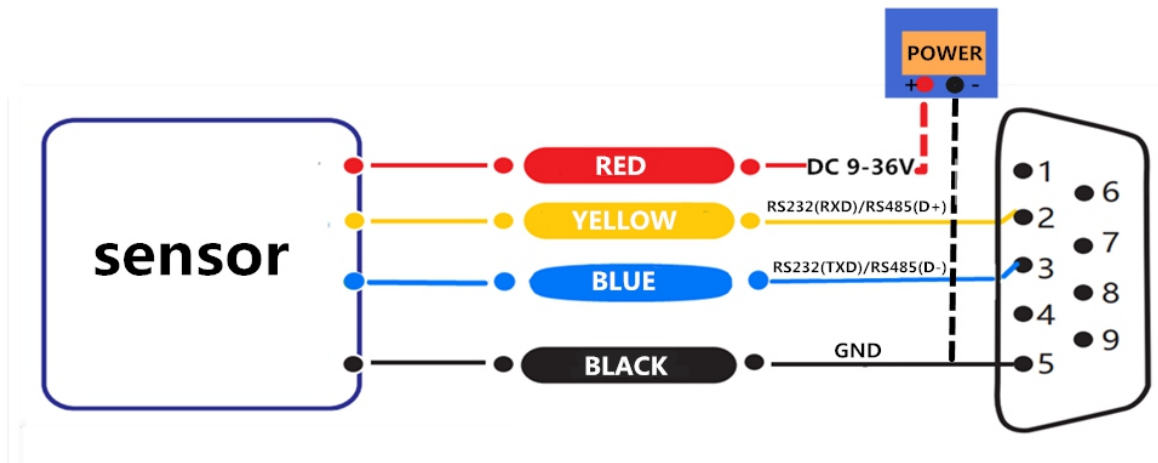 POWER
+ -
sensor
RED
DC 9-36V
YELLOW
RS232(RXD)/RS485(D+)
BLUE
RS232(TXD)/RS485(D-)
BLACK
GND
1
6
2
7
3
8
4
9
5